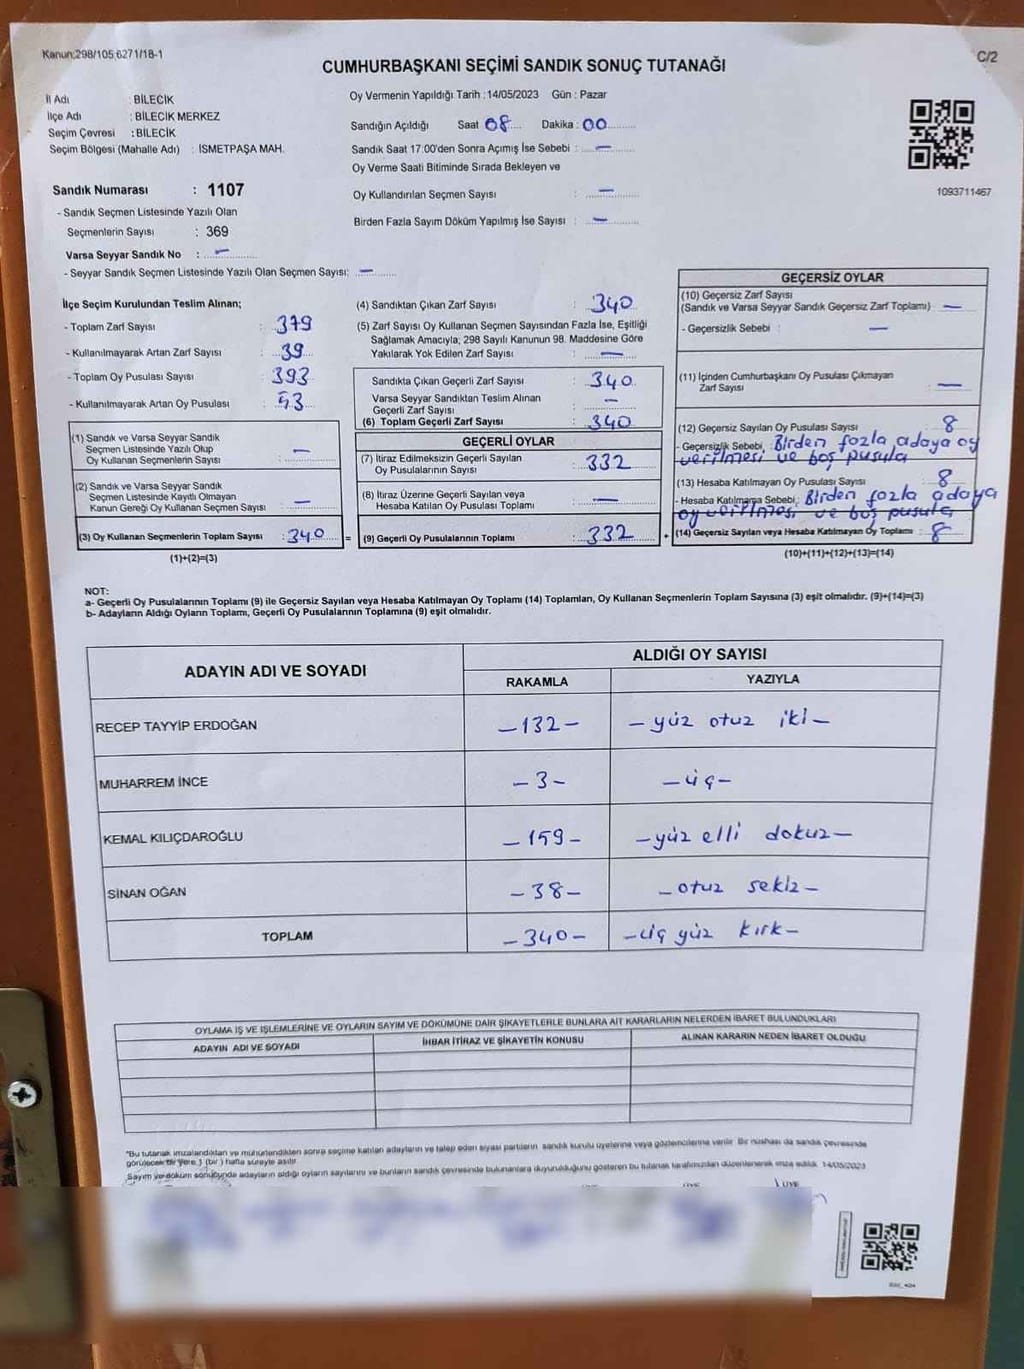 Kanun:298/105,6271/18-1
C/2
CUMHURBAŞKANI SEÇİMİ SANDIK SONUÇ TUTANAĞI
İl Adı : BİLECİK
İlçe Adı : BİLECİK MERKEZ
Seçim Çevresi : BİLECİK
Seçim Bölgesi (Mahalle Adı) : İSMETPAŞA MAH.
Sandık Numarası : 1107
- Sandık Seçmen Listesinde Yazılı Olan
Seçmenlerin Sayısı : 369
Varsa Seyyar Sandık No : —
- Seyyar Sandık Seçmen Listesinde Yazılı Olan Seçmen Sayısı: —
Oy Vermenin Yapıldığı Tarih : 14/05/2023 Gün : Pazar
Sandığın Açıldığı Saat 08 Dakika : 00
Sandık Saat 17:00'den Sonra Açımış İse Sebebi : —
Oy Verme Saati Bitiminde Sırada Bekleyen ve
Oy Kullandırılan Seçmen Sayısı : —
Birden Fazla Sayım Döküm Yapılmış İse Sayısı : —
1093711467
İlçe Seçim Kurulundan Teslim Alınan;
- Toplam Zarf Sayısı : 379
- Kullanılmayarak Artan Zarf Sayısı : 39
- Toplam Oy Pusulası Sayısı : 393
- Kullanılmayarak Artan Oy Pusulası : 53
(1) Sandık ve Varsa Seyyar Sandık
Seçmen Listesinde Yazılı Olup
Oy Kullanan Seçmenlerin Sayısı : —
(2) Sandık ve Varsa Seyyar Sandık
Seçmen Listesinde Kayıtlı Olmayan
Kanun Gereği Oy Kullanan Seçmen Sayısı : —
(3) Oy Kullanan Seçmenlerin Toplam Sayısı : 340 =
(1)+(2)=(3)
(4) Sandıktan Çıkan Zarf Sayısı : 340
(5) Zarf Sayısı Oy Kullanan Seçmen Sayısından Fazla İse, Eşitliği
Sağlamak Amacıyla; 298 Sayılı Kanunun 98. Maddesine Göre
Yakılarak Yok Edilen Zarf Sayısı : —
Sandıkta Çıkan Geçerli Zarf Sayısı : 340
Varsa Seyyar Sandıktan Teslim Alınan
Geçerli Zarf Sayısı : —
(6) Toplam Geçerli Zarf Sayısı : 340
GEÇERLİ OYLAR
(7) İtiraz Edilmeksizin Geçerli Sayılan
Oy Pusulalarının Sayısı : 332
(8) İtiraz Üzerine Geçerli Sayılan veya
Hesaba Katılan Oy Pusulası Toplamı : —
(9) Geçerli Oy Pusulalarının Toplamı : 332 +
GEÇERSİZ OYLAR
(10) Geçersiz Zarf Sayısı
(Sandık ve Varsa Seyyar Sandık Geçersiz Zarf Toplamı) —
- Geçersizlik Sebebi : —
(11) İçinden Cumhurbaşkanı Oy Pusulası Çıkmayan
Zarf Sayısı —
(12) Geçersiz Sayılan Oy Pusulası Sayısı : 8
- Geçersizlik Sebebi : Birden fazla adaya oy
verilmesi ve boş pusula
(13) Hesaba Katılmayan Oy Pusulası Sayısı : 8
- Hesaba Katılmama Sebebi : Birden fazla adaya
oy verilmesi ve boş pusula
(14) Geçersiz Sayılan veya Hesaba Katılmayan Oy Toplamı : 8
(10)+(11)+(12)+(13)=(14)
NOT:
a- Geçerli Oy Pusulalarının Toplamı (9) ile Geçersiz Sayılan veya Hesaba Katılmayan Oy Toplamı (14) Toplamları, Oy Kullanan Seçmenlerin Toplam Sayısına (3) eşit olmalıdır. (9)+(14)=(3)
b- Adayların Aldığı Oyların Toplamı, Geçerli Oy Pusulalarının Toplamına (9) eşit olmalıdır.
ADAYIN ADI VE SOYADI
ALDIĞI OY SAYISI
RAKAMLA YAZIYLA
RECEP TAYYİP ERDOĞAN –132– –yüz otuz iki–
MUHARREM İNCE –3– –üç–
KEMAL KILIÇDAROĞLU –159– –yüz elli dokuz–
SİNAN OĞAN –38– –otuz sekiz–
TOPLAM –340– –üç yüz kırk–
OYLAMA İŞ VE İŞLEMLERİNE VE OYLARIN SAYIM VE DÖKÜMÜNE DAİR ŞİKAYETLERLE BUNLARA AİT KARARLARIN NELERDEN İBARET BULUNDUKLARI
ADAYIN ADI VE SOYADI İHBAR İTİRAZ VE ŞİKAYETİN KONUSU ALINAN KARARIN NEDEN İBARET OLDUĞU
"Bu tutanak imzalandıktan ve mühürlendikten sonra seçime katılan adayların ve talep eden siyasi partilerin sandık kurulu üyelerine veya gözlemcilerine verilir. Bir nüshası da sandık çevresinde
görülecek bir yere 1 (bir) hafta süreyle asılır.
Sayım ve döküm sonucunda adayların aldığı oyların sayılarını ve bunların sandık çevresinde bulunanlara duyurulduğunu gösteren bu tutanak tarafımızdan düzenlenerek imza edildi. 14/05/2023
ÜYE